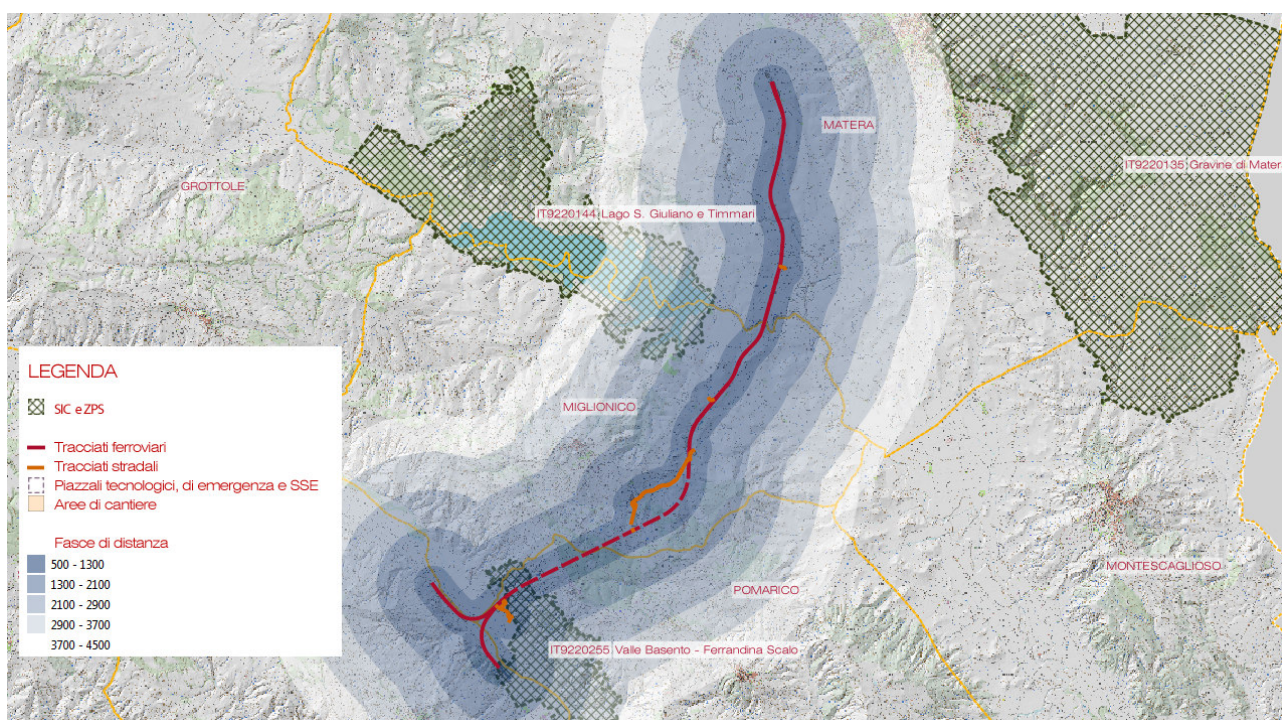 MATERA
IT9220135 Gravine di Mater
GROTTOLE
IT9220144 Lago S. Giuliano e Timmari
LEGENDA
SIC e ZPS
Tracciati ferroviari
Tracciati stradali
Piazzali tecnologici, di emergenza e SSE
Aree di cantiere
Fasce di distanza
500 - 1300
1300 - 2100
2100 - 2900
2900 - 3700
3700 - 4500
MIGLIONICO
POMARICO
MONTESCAGLIOSO
IT9220255 Valle Basento - Ferrandina Scalo